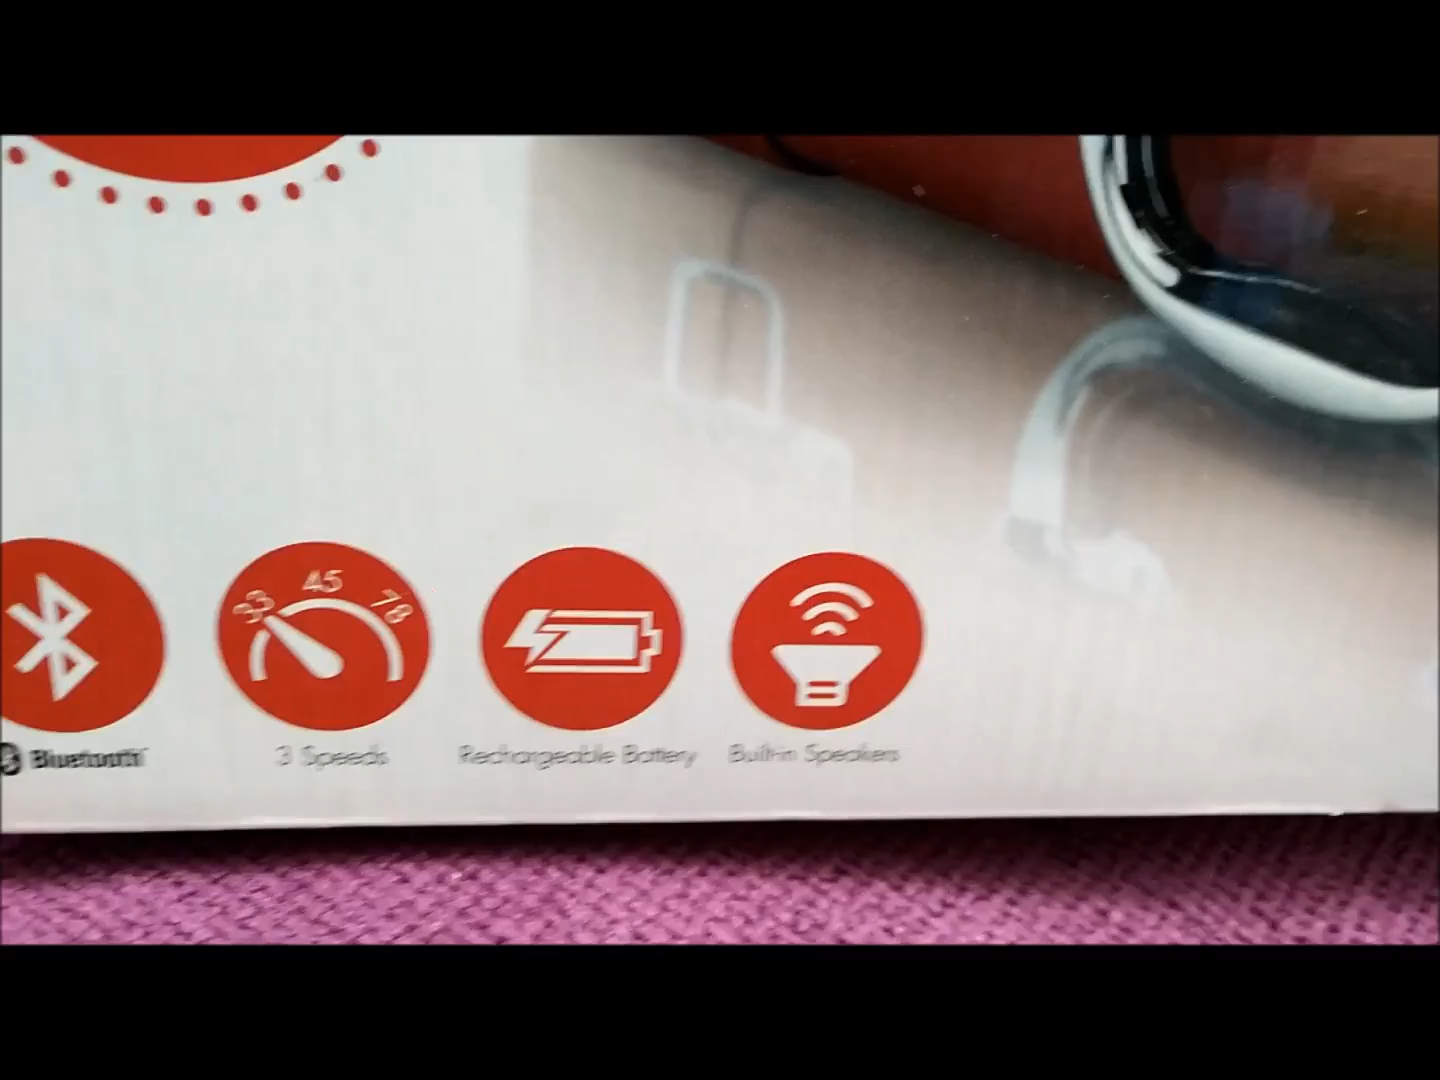 33 45 78
Bluetooth
3 Speeds
Rechargeable Battery
Built-in Speakers